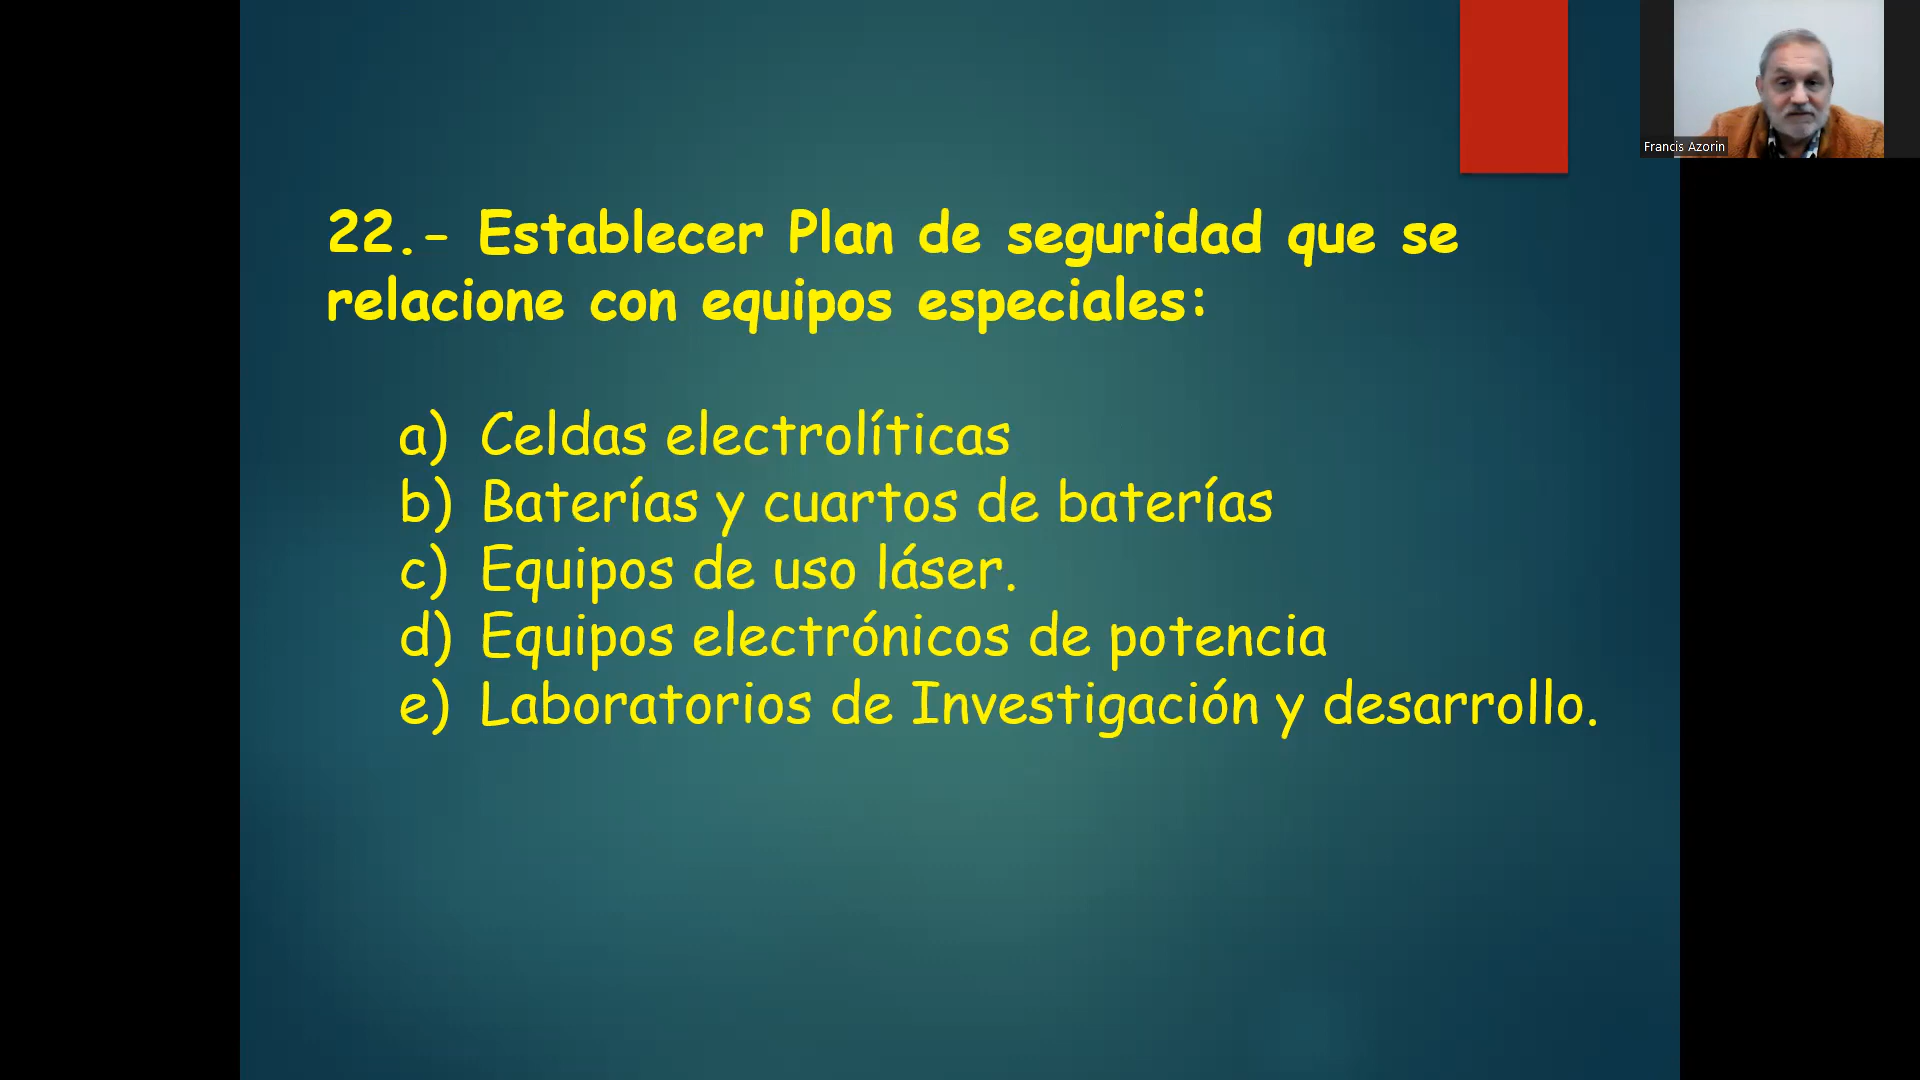 22.- Establecer Plan de seguridad que se
relacione con equipos especiales:
a) Celdas electrolíticas
b) Baterías y cuartos de baterías
c) Equipos de uso láser.
d) Equipos electrónicos de potencia
e) Laboratorios de Investigación y desarrollo.
Francis Azorin